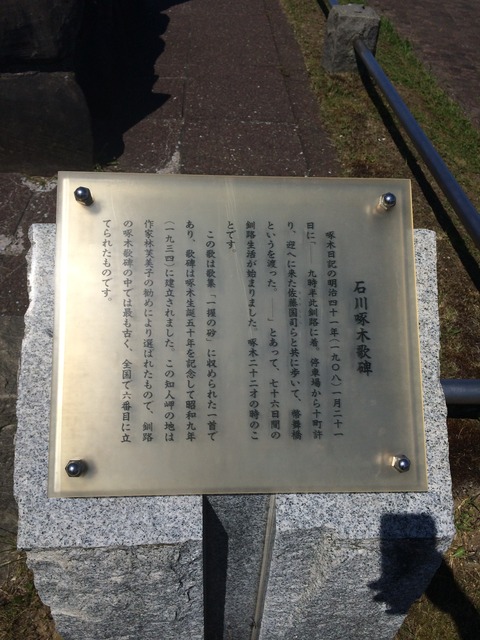 石川啄木歌碑
啄木日記の明治四十一年(一九〇八)一月二十一
日に、――九時半此釧路に着。停車場から十町許
り、迎へに来た佐藤国司らと共に歩いて、幣舞橋
というを渡った。――」とあって、七十六日間の
釧路生活が始まりました。啄木二十二才の時のこ
とです。
この歌は歌集「一握の砂」に収められた一首で
あり、歌碑は啄木生誕五十年を記念して昭和九年
(一九三四)に建立されました。この知人岬の地は
作家林芙美子の勧めにより選ばれたもので、釧路
の啄木歌碑の中では最も古く、全国で六番目に立
てられたものです。